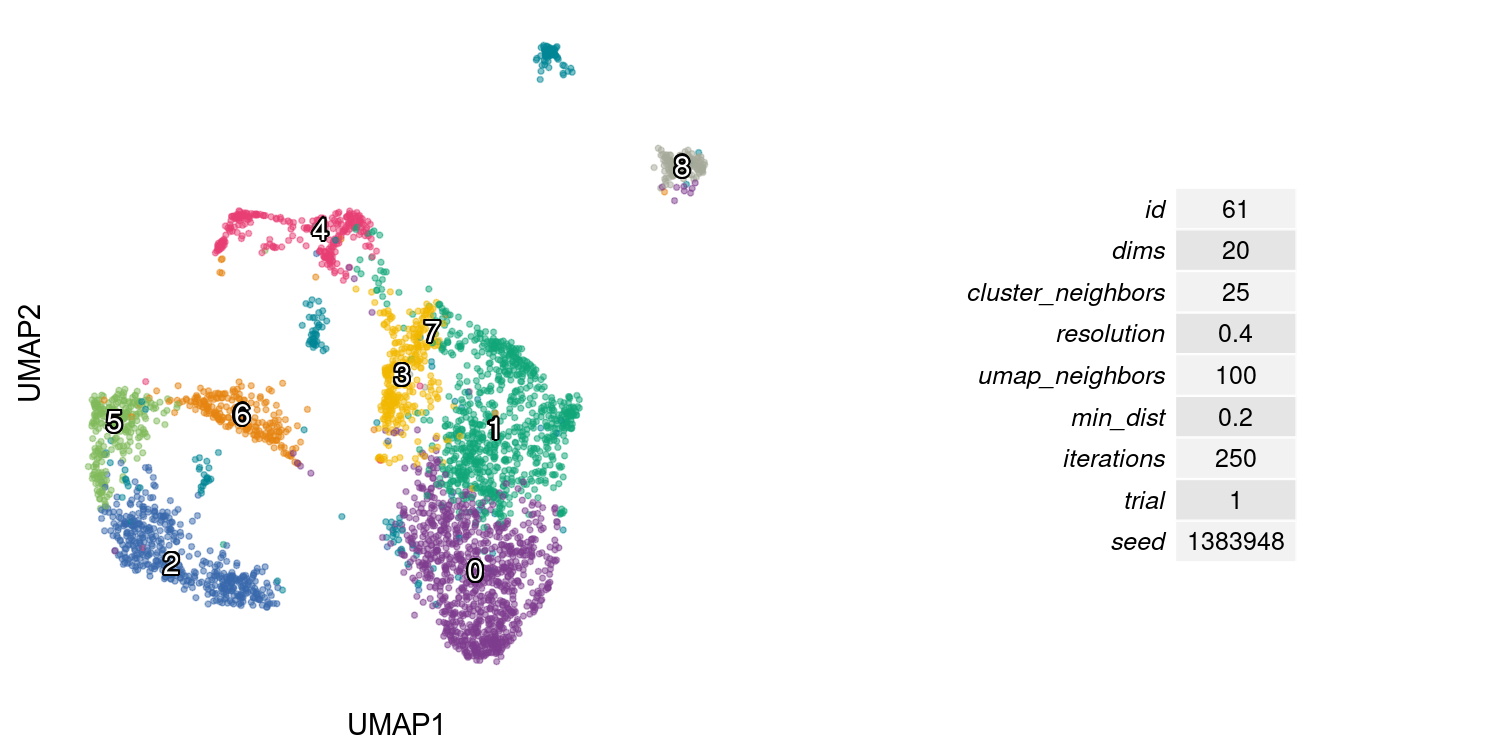 8
4
7
3
5
6
1
2
0
UMAP2
UMAP1
id 61
dims 20
cluster_neighbors 25
resolution 0.4
umap_neighbors 100
min_dist 0.2
iterations 250
trial 1
seed 1383948